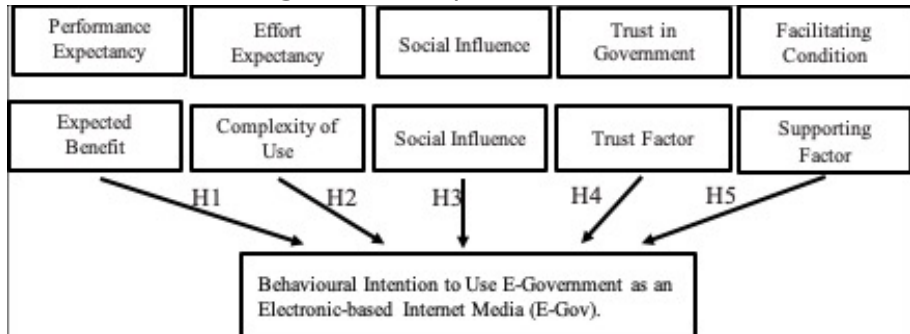 Performance
Expectancy
Effort
Expectancy
Social Influence
Trust in
Government
Facilitating
Condition
Expected
Benefit
Complexity of
Use
Social Influence
Trust Factor
Supporting
Factor
H1
H2
H3
H4
H5
Behavioural Intention to Use E-Government as an
Electronic-based Internet Media (E-Gov).